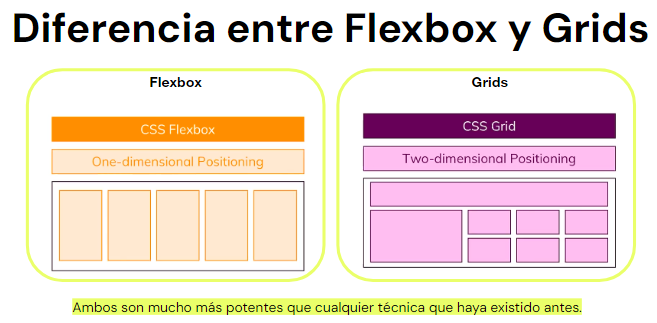 Diferencia entre Flexbox y Grids
Flexbox
CSS Flexbox
One-dimensional Positioning
Grids
CSS Grid
Two-dimensional Positioning
Ambos son mucho más potentes que cualquier técnica que haya existido antes.